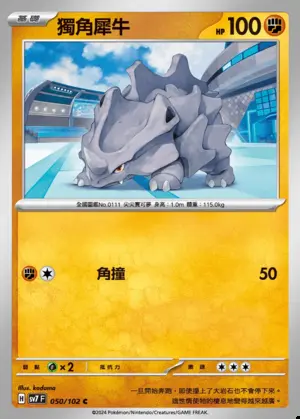 基礎 獨角犀牛 HP 100
全國圖鑑No.0111 尖尖寶可夢 身高：1.0m 體重：115.0kg
角撞 50
弱點 ×2 抵抗力 撤退
Illus. kodama
H SV7 F 050/102 C
一旦開始奔跑，即使撞上了大岩石也不會停下。
©2024 Pokémon/Nintendo/Creatures/GAME FREAK.